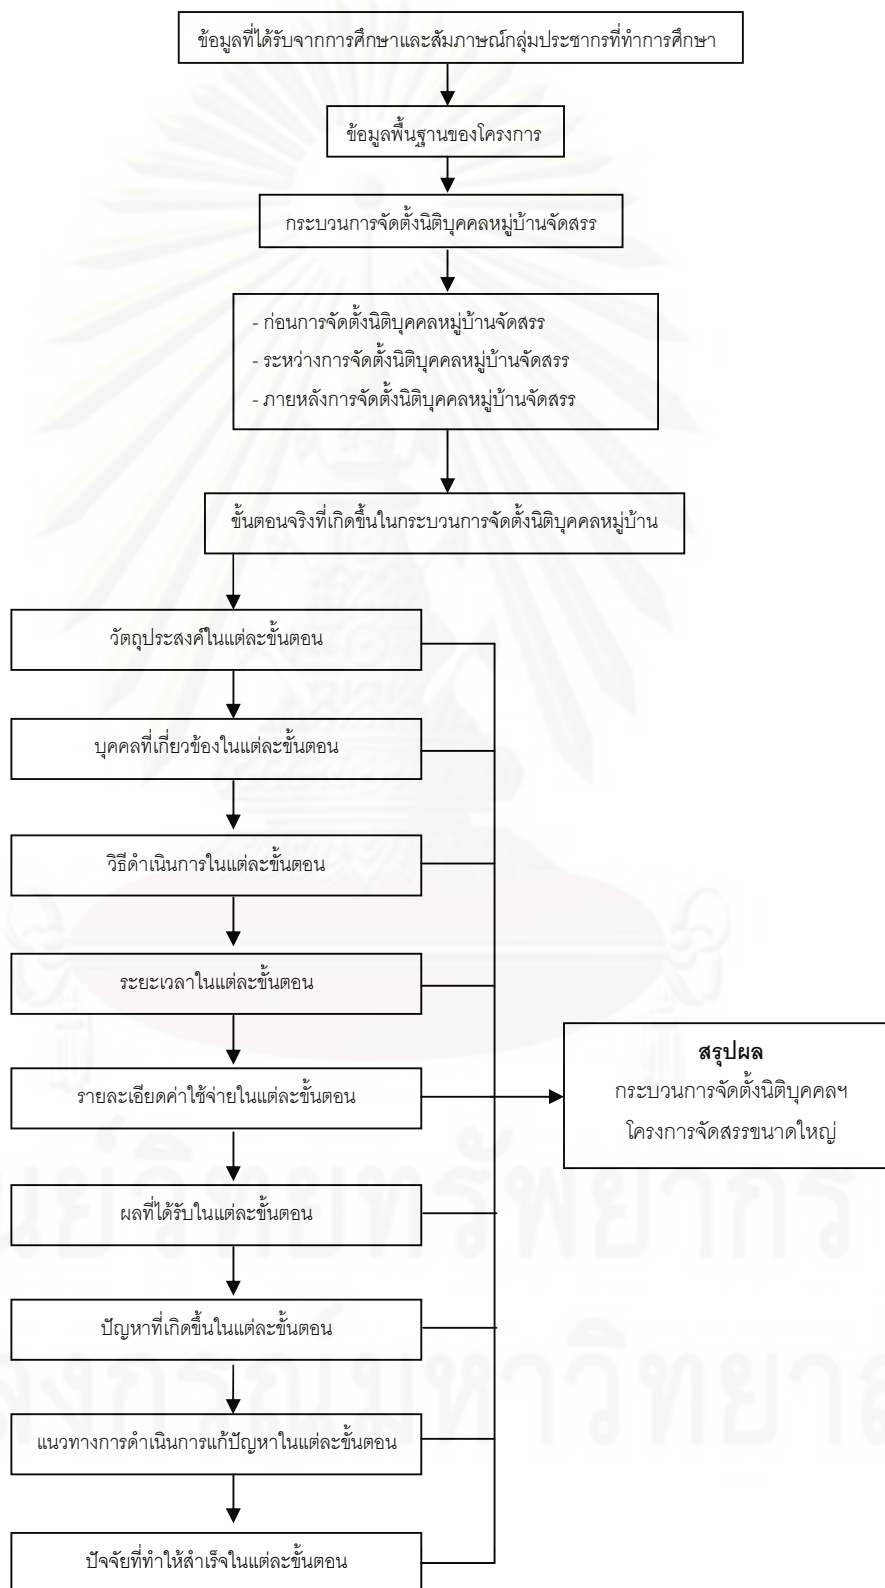 ข้อมูลที่ได้รับจากการศึกษาและสัมภาษณ์กลุ่มประชากรที่ทำการศึกษา
ข้อมูลพื้นฐานของโครงการ
กระบวนการจัดตั้งนิติบุคคลหมู่บ้านจัดสรร
- ก่อนการจัดตั้งนิติบุคคลหมู่บ้านจัดสรร
- ระหว่างการจัดตั้งนิติบุคคลหมู่บ้านจัดสรร
- ภายหลังการจัดตั้งนิติบุคคลหมู่บ้านจัดสรร
ขั้นตอนจริงที่เกิดขึ้นในกระบวนการจัดตั้งนิติบุคคลหมู่บ้าน
วัตถุประสงค์ในแต่ละขั้นตอน
บุคคลที่เกี่ยวข้องในแต่ละขั้นตอน
วิธีดำเนินการในแต่ละขั้นตอน
ระยะเวลาในแต่ละขั้นตอน
รายละเอียดค่าใช้จ่ายในแต่ละขั้นตอน
ผลที่ได้รับในแต่ละขั้นตอน
ปัญหาที่เกิดขึ้นในแต่ละขั้นตอน
แนวทางการดำเนินการแก้ปัญหาในแต่ละขั้นตอน
ปัจจัยที่ทำให้สำเร็จในแต่ละขั้นตอน
สรุปผล
กระบวนการจัดตั้งนิติบุคคลฯ
โครงการจัดสรรขนาดใหญ่